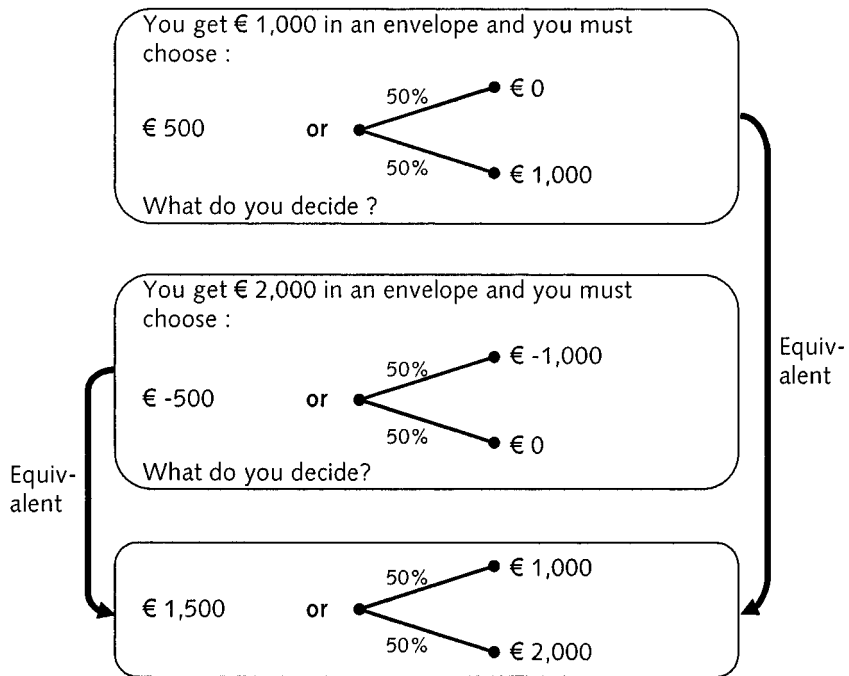 You get € 1,000 in an envelope and you must
choose :
50%
€ 0
€ 500
or
50%
€ 1,000
What do you decide ?
You get € 2,000 in an envelope and you must
choose :
50%
€ -1,000
€ -500
or
50%
€ 0
What do you decide?
Equiv-
alent
Equiv-
alent
50%
€ 1,000
€ 1,500
or
50%
€ 2,000